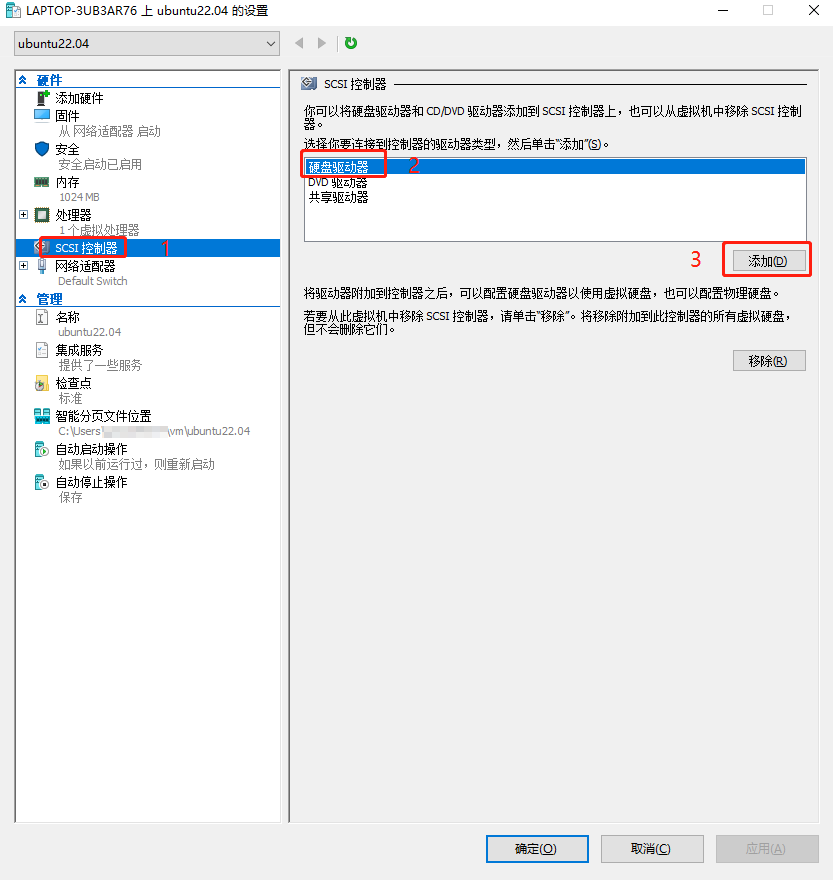 LAPTOP-3UB3AR76 上 ubuntu22.04 的设置
ubuntu22.04
硬件
添加硬件
固件
从 网络适配器 启动
安全
安全启动已启用
内存
1024 MB
处理器
1 个虚拟处理器
SCSI 控制器
1
网络适配器
Default Switch
管理
名称
ubuntu22.04
集成服务
提供了一些服务
检查点
标准
智能分页文件位置
C:\Users\ \vm\ubuntu22.04
自动启动操作
如果以前运行过，则重新启动
自动停止操作
保存
SCSI 控制器
你可以将硬盘驱动器和 CD/DVD 驱动器添加到 SCSI 控制器上，也可以从虚拟机中移除 SCSI 控制
器。
选择你要连接到控制器的驱动器类型，然后单击"添加"(S)。
硬盘驱动器
2
DVD 驱动器
共享驱动器
3
添加(D)
将驱动器附加到控制器之后，可以配置硬盘驱动器以使用虚拟硬盘，也可以配置物理硬盘。
若要从此虚拟机中移除 SCSI 控制器，请单击"移除"。将移除附加到此控制器的所有虚拟硬盘，
但不会删除它们。
移除(R)
确定(O)
取消(C)
应用(A)